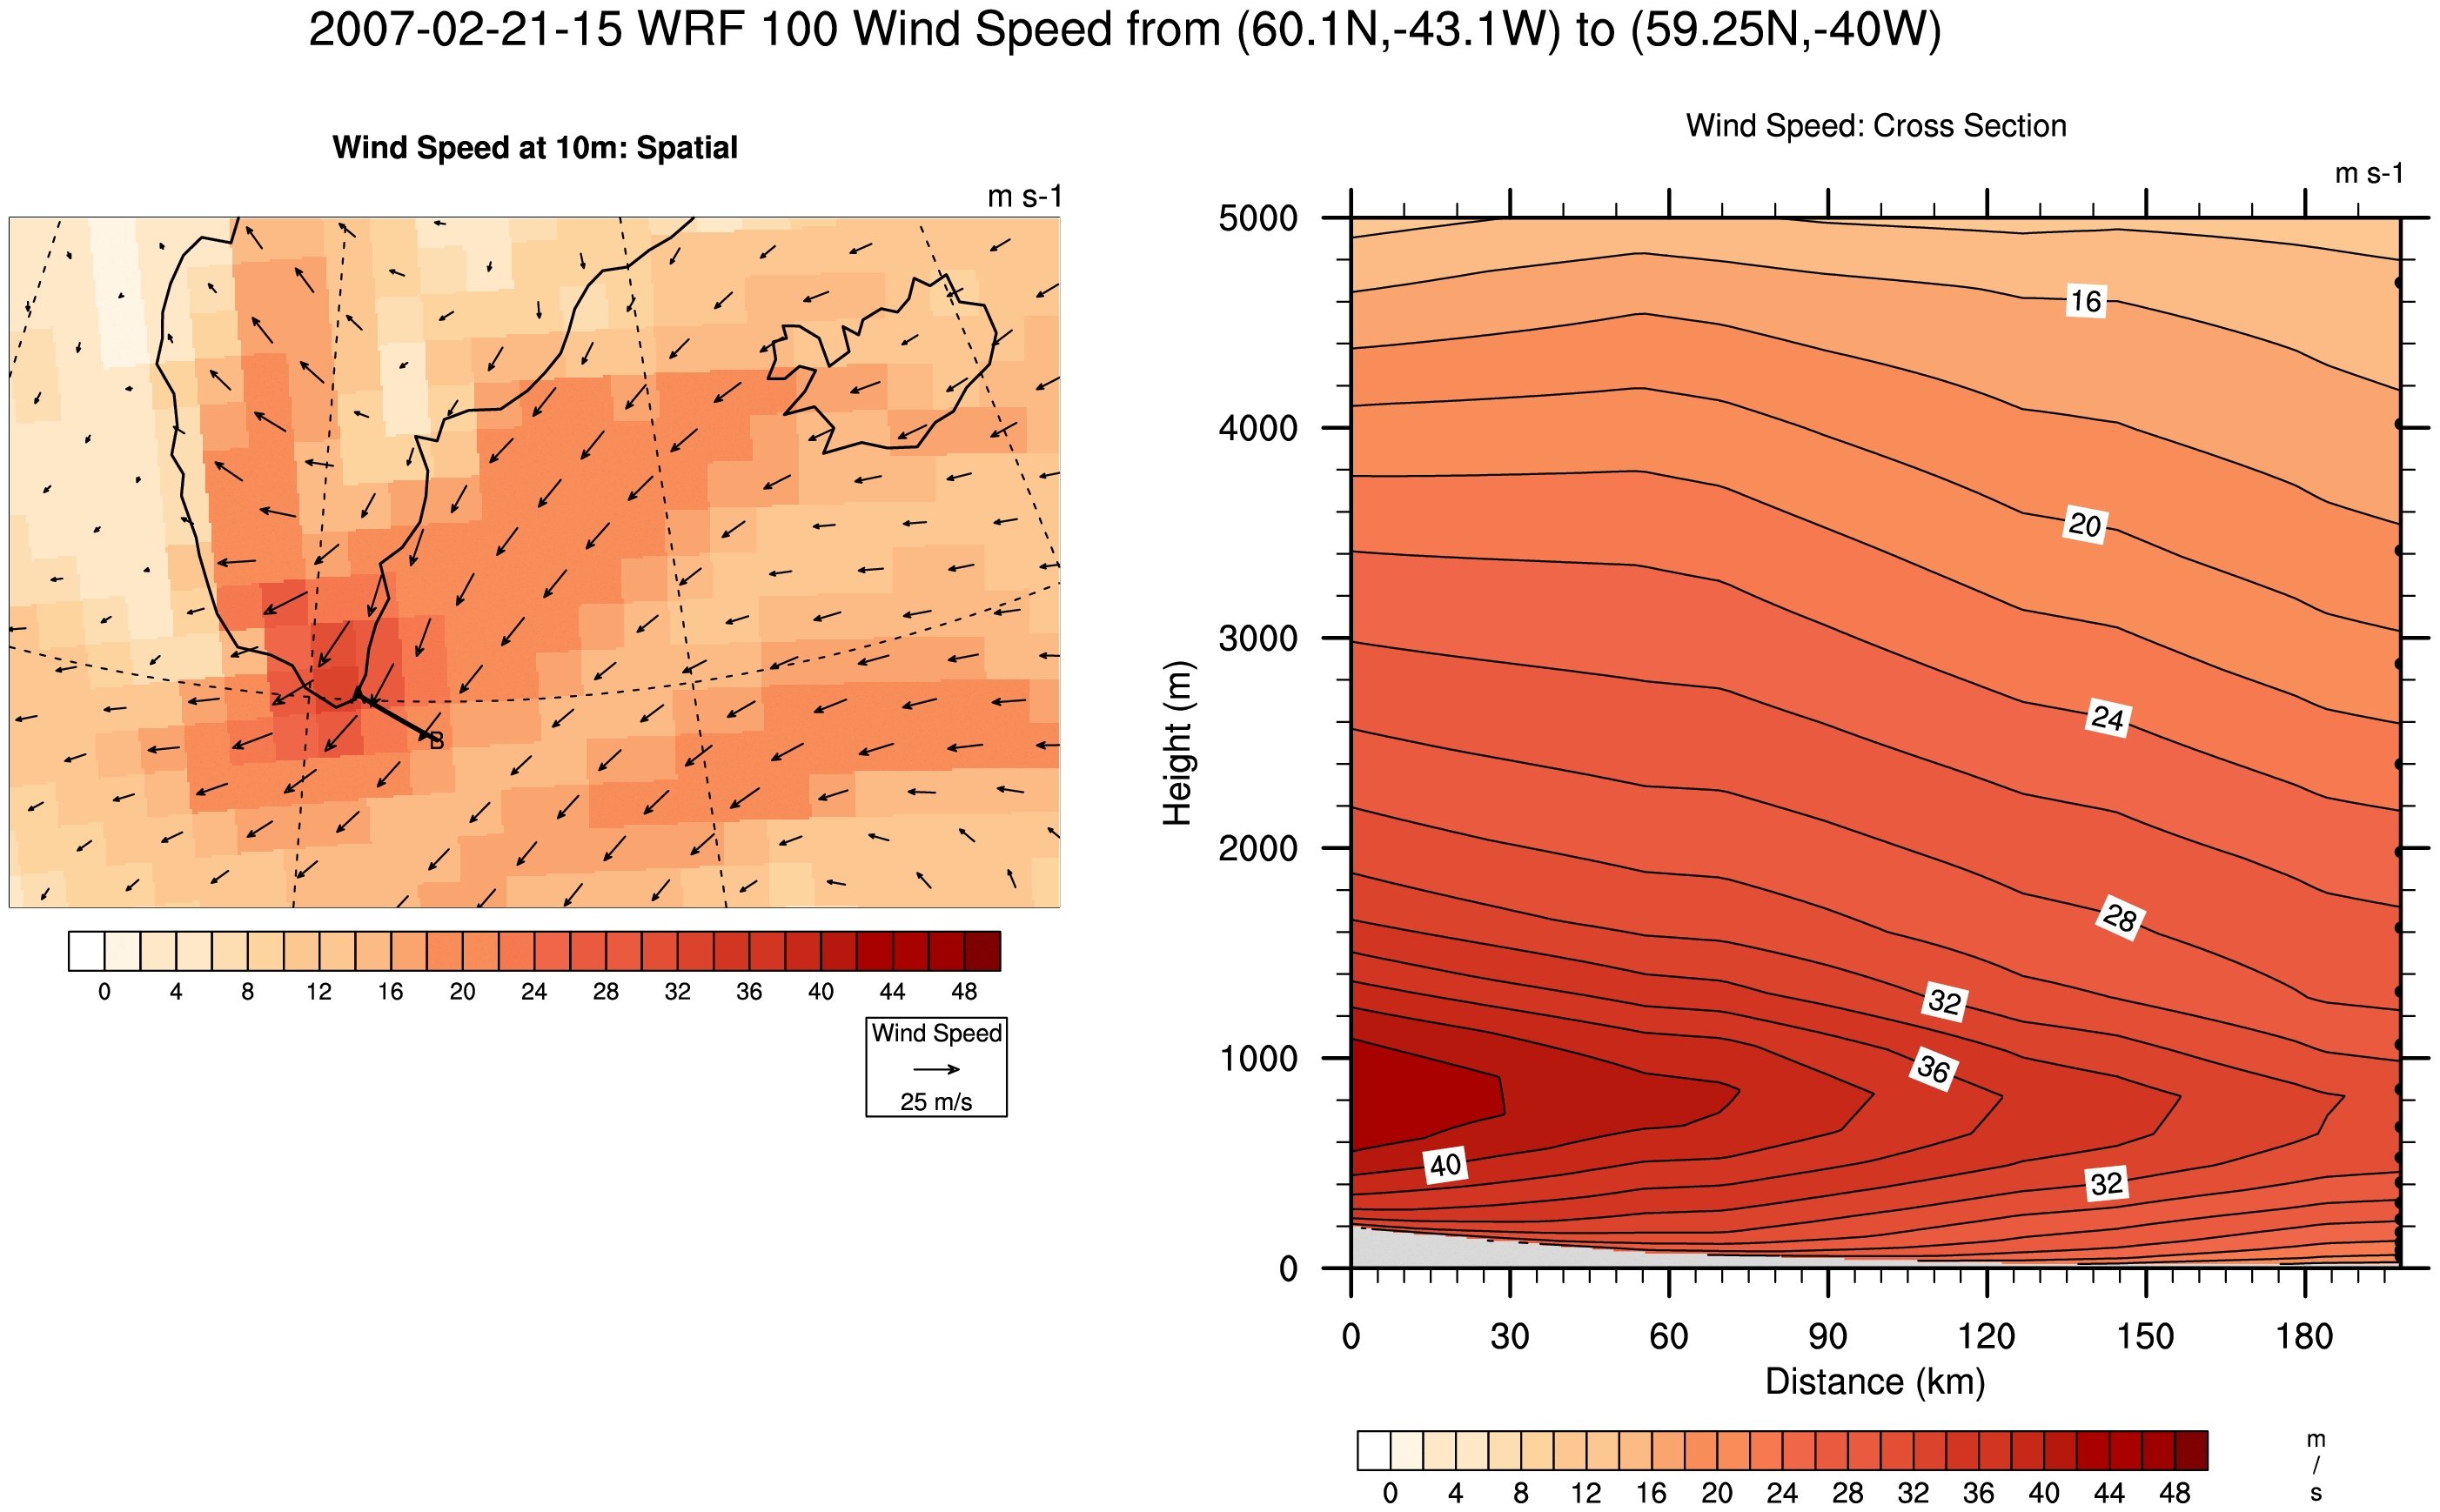 2007-02-21-15 WRF 100 Wind Speed from (60.1N,-43.1W) to (59.25N,-40W)
Wind Speed at 10m: Spatial
m s-1
B
0 4 8 12 16 20 24 28 32 36 40 44 48
Wind Speed
25 m/s
Wind Speed: Cross Section
m s-1
5000
4000
3000
2000
1000
0
Height (m)
16
20
24
28
32
36
40
32
0 30 60 90 120 150 180
Distance (km)
0 4 8 12 16 20 24 28 32 36 40 44 48
m
/
s